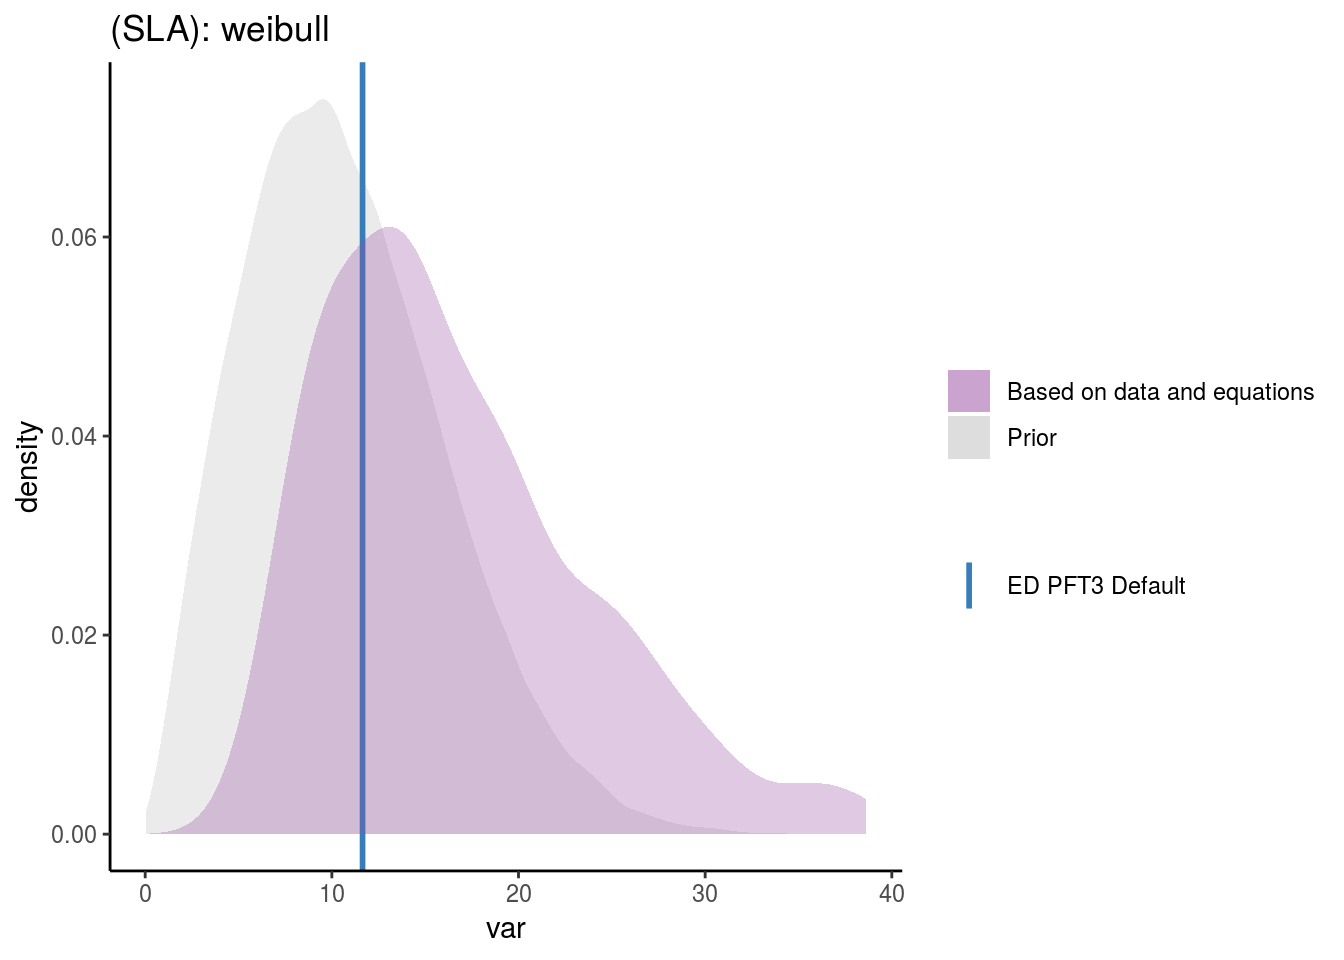 (SLA): weibull
density
0.06
0.04
0.02
0.00
0 10 20 30 40
var
Based on data and equations
Prior
ED PFT3 Default